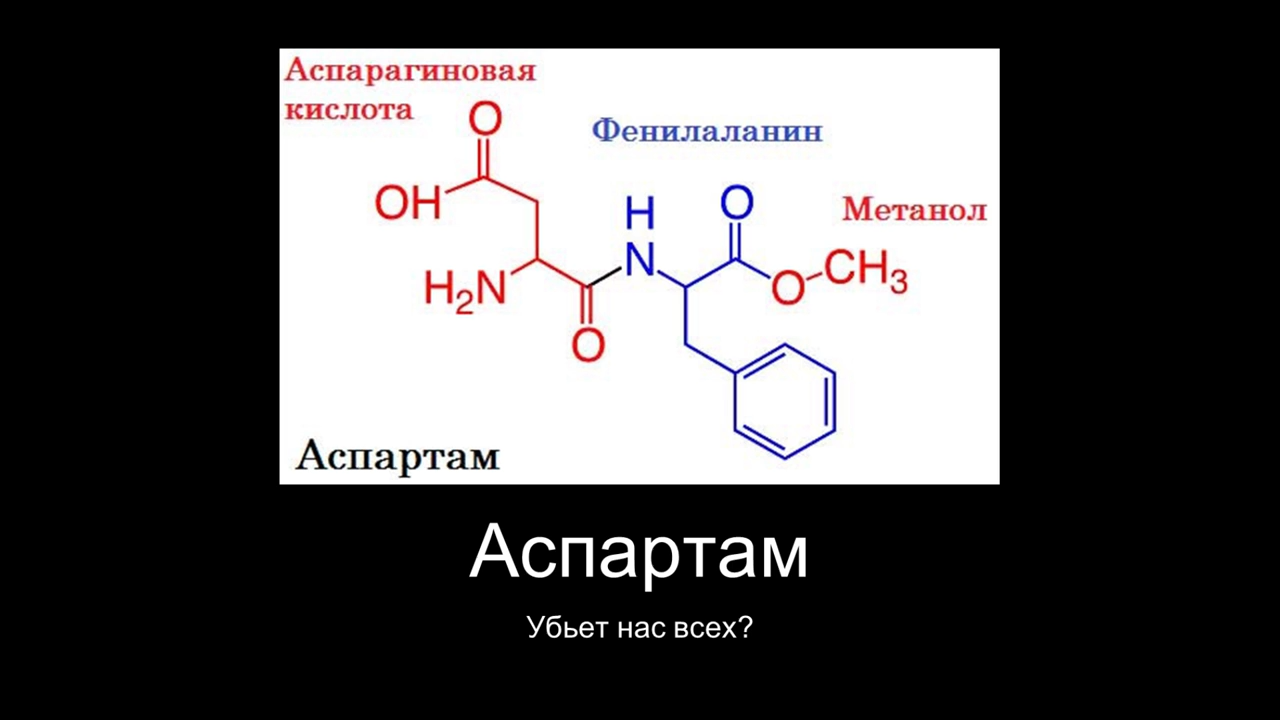 Аспарагиновая
кислота
O
Фенилаланин
OH
H
O
Метанол
N
CH3
H2N
O
O
Аспартам
Аспартам
Убьет нас всех?